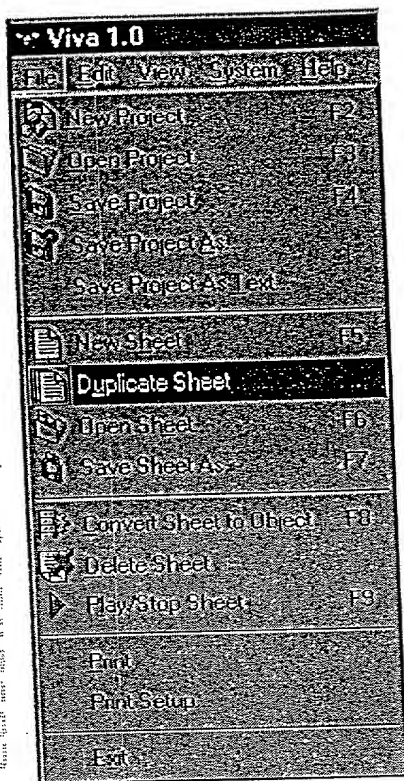 Viva 1.0
File Edit View System Help
New Project F2
Open Project F3
Save Project F4
Save Project As
Save Project As Text
New Sheet F5
Duplicate Sheet
Open Sheet F6
Save Sheet As F7
Convert Sheet to Object F8
Delete Sheet
Play/Stop Sheet F9
Print
Print Setup
Exit